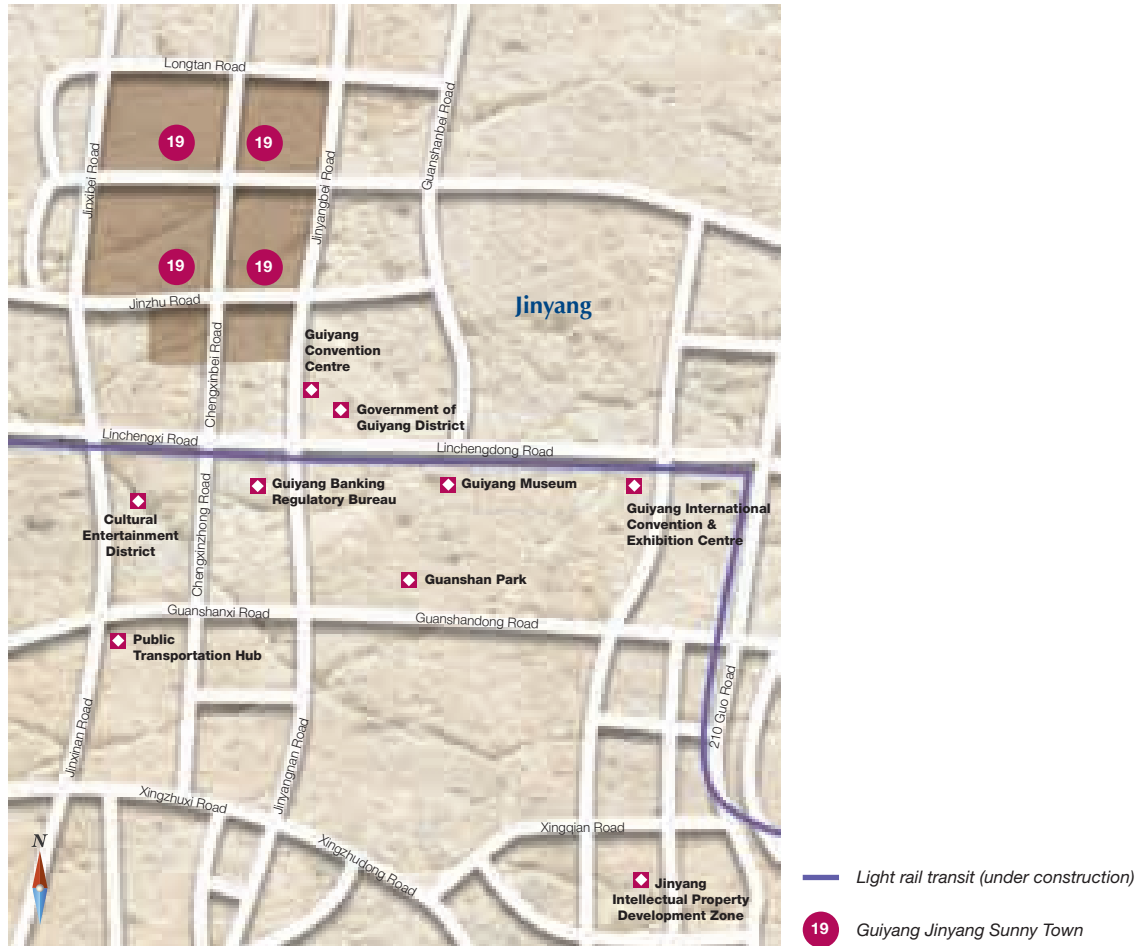 Longtan Road
Guanshanbei Road
19
19
Jinxibei Road
Jinyangbei Road
19
19
Jinzhu Road
Jinyang
Chengxinbei Road
Guiyang
Convention
Centre
Government of
Guiyang District
Linchengxi Road
Linchengdong Road
Guiyang Banking
Regulatory Bureau
Guiyang Museum
Guiyang International
Convention &
Exhibition Centre
Cultural
Entertainment
District
Chengxinzhong Road
Guanshan Park
Guanshanxi Road
Guanshandong Road
Public
Transportation Hub
210 Guo Road
Jinxinan Road
Jinyangnan Road
Xingzhuxi Road
Xingzhudong Road
Xingqian Road
N
Jinyang
Intellectual Property
Development Zone
Light rail transit (under construction)
19 Guiyang Jinyang Sunny Town